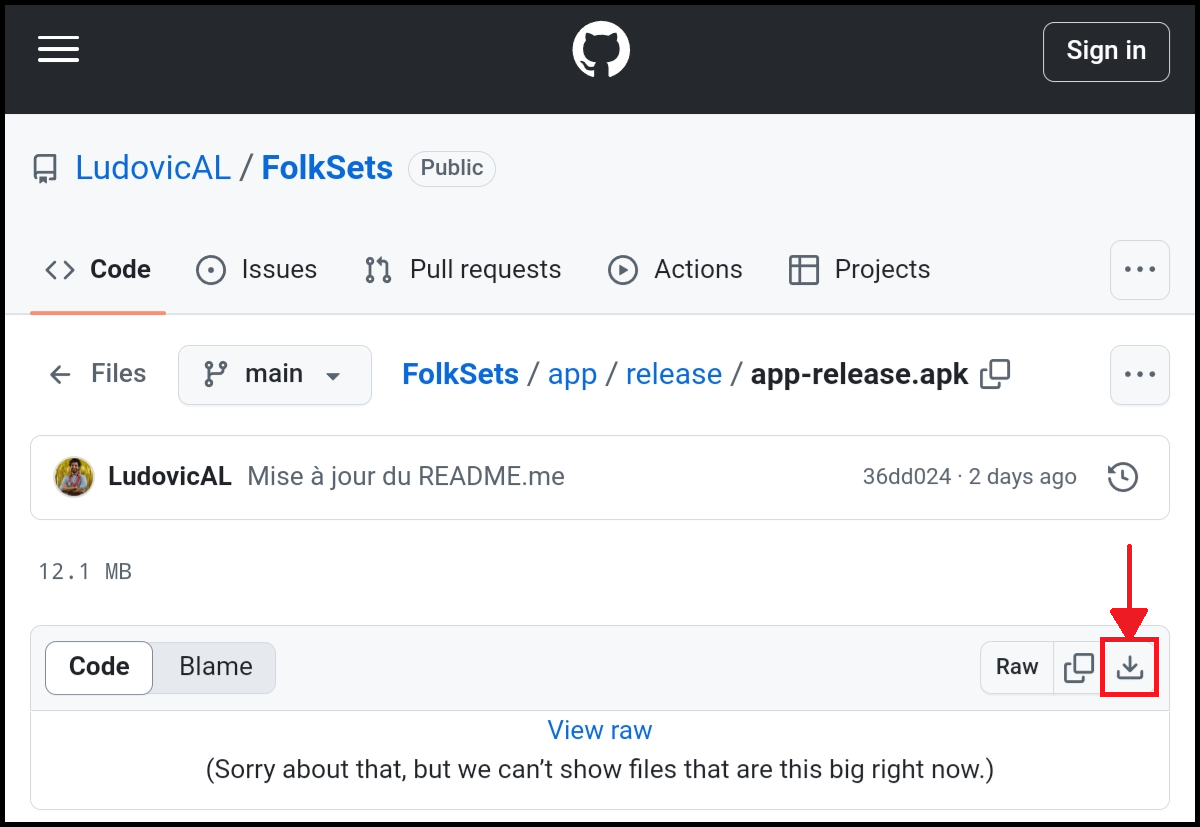 Sign in
LudovicAL / FolkSets Public
Code Issues Pull requests Actions Projects
Files main FolkSets / app / release / app-release.apk
LudovicAL Mise à jour du README.me 36dd024 · 2 days ago
12.1 MB
Code Blame Raw
View raw
(Sorry about that, but we can’t show files that are this big right now.)